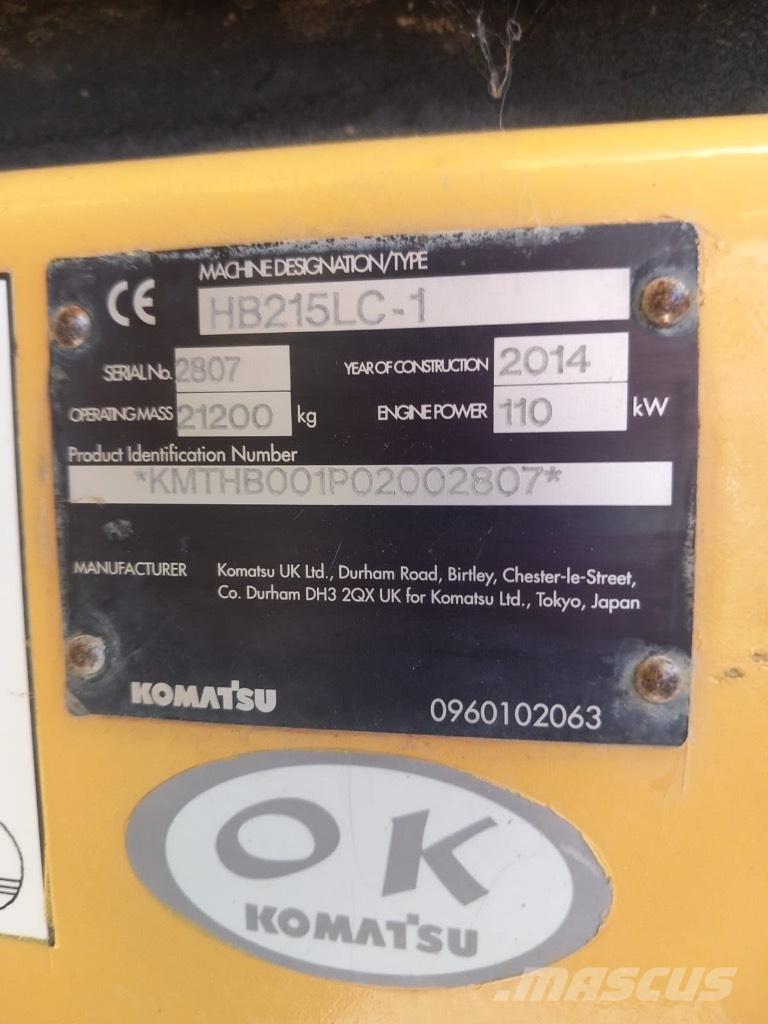 CE
MACHINE DESIGNATION/TYPE
HB215LC-1
SERIAL No. 2807 YEAR OF CONSTRUCTION 2014
OPERATING MASS 21200 kg ENGINE POWER 110 kW
Product Identification Number
*KMTHB001P02002807*
MANUFACTURER Komatsu UK Ltd., Durham Road, Birtley, Chester-le-Street,
Co. Durham DH3 2QX UK for Komatsu Ltd., Tokyo, Japan
KOMATSU 0960102063
OK
KOMATSU
MASCUS